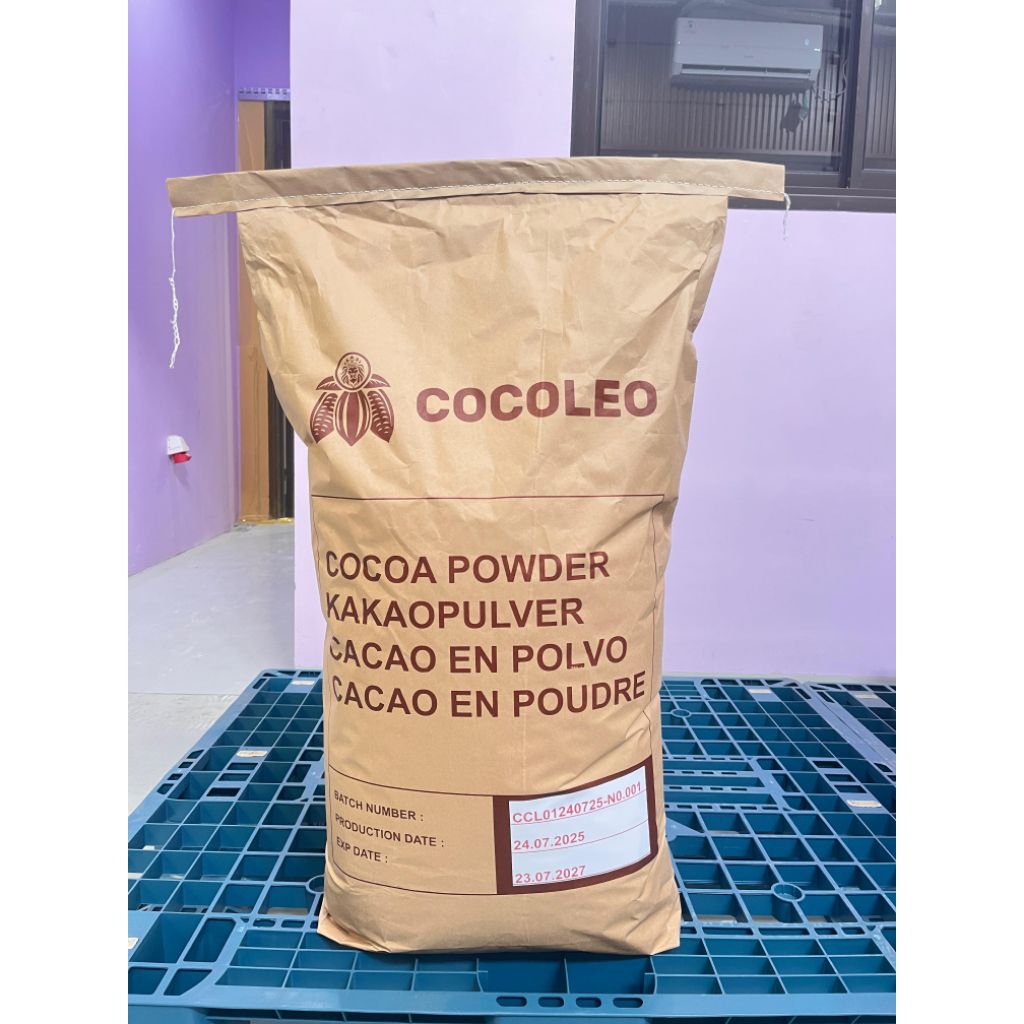 COCOLEO
COCOA POWDER
KAKAOPULVER
CACAO EN POLVO
CACAO EN POUDRE
BATCH NUMBER : CCL01240725-N0.001
PRODUCTION DATE : 24.07.2025
EXP DATE : 23.07.2027